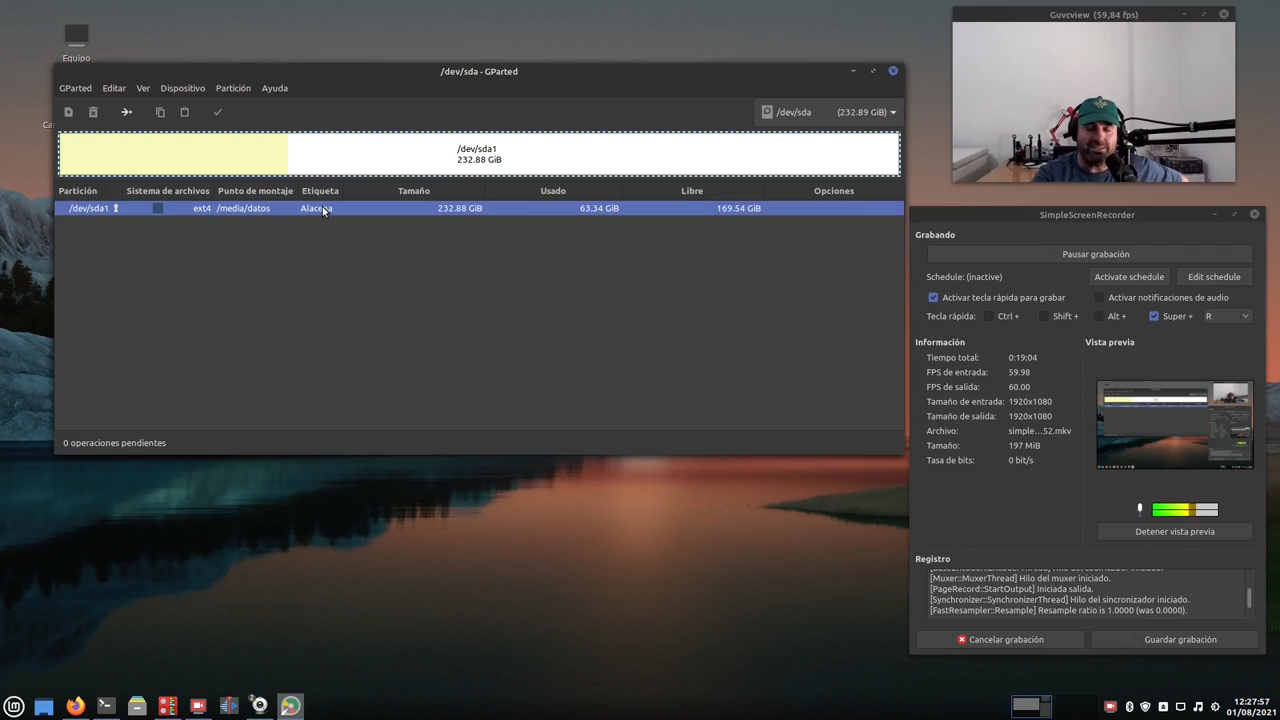 Equipo
/dev/sda - GParted
GParted Editar Ver Dispositivo Partición Ayuda
/dev/sda (232.89 GiB)
/dev/sda1
232.88 GiB
Partición Sistema de archivos Punto de montaje Etiqueta Tamaño Usado Libre Opciones
/dev/sda1 ext4 /media/datos Alacena 232.88 GiB 63.34 GiB 169.54 GiB
0 operaciones pendientes
Guvcview (59,84 fps)
SimpleScreenRecorder
Grabando
Pausar grabación
Schedule: (inactive) Activate schedule Edit schedule
Activar tecla rápida para grabar Activar notificaciones de audio
Tecla rápida: Ctrl + Shift + Alt + Super + R
Información
Tiempo total: 0:19:04
FPS de entrada: 59.98
FPS de salida: 60.00
Tamaño de entrada: 1920x1080
Tamaño de salida: 1920x1080
Archivo: simple....52.mkv
Tamaño: 197 MiB
Tasa de bits: 0 bit/s
Vista previa
Detener vista previa
Registro
[Muxer::MuxerThread] Hilo del muxer iniciado.
[PageRecord::StartOutput] Iniciada salida.
[Synchronizer::SynchronizerThread] Hilo del sincronizador iniciado.
[FastResampler::Resample] Resample ratio is 1.0000 (was 0.0000).
Cancelar grabación Guardar grabación
12:27:57
01/08/2021